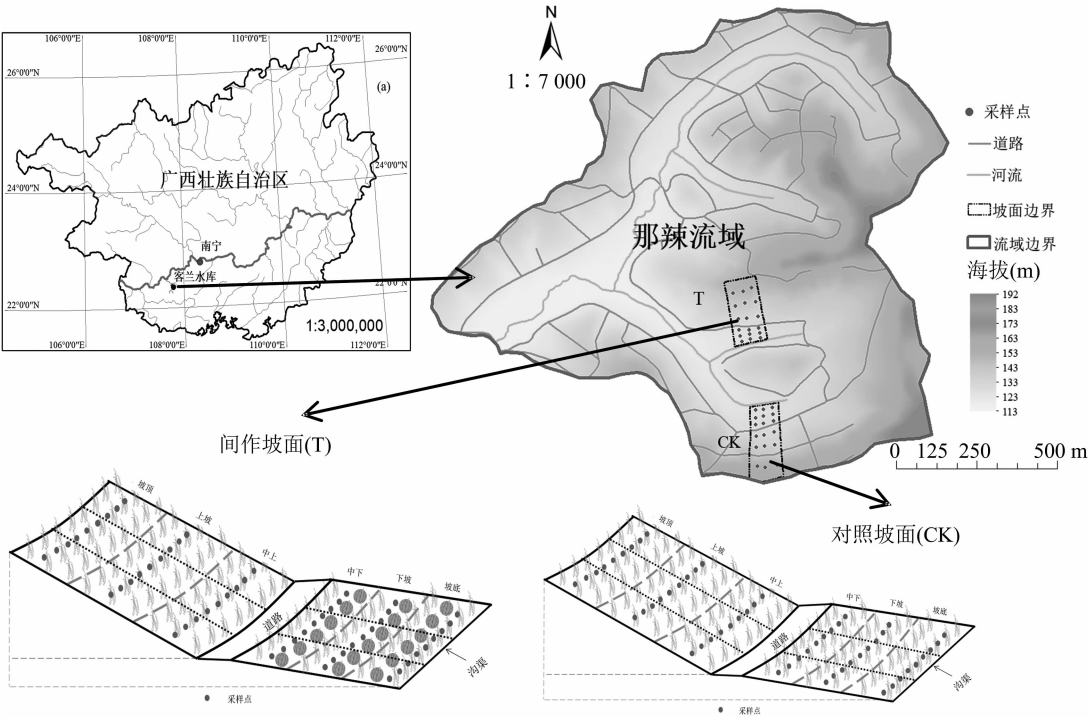 106°0'0"E
108°0'0"E
110°0'0"E
112°0'0"E
26°0'0"N
26°0'0"N
(a)
24°0'0"N
24°0'0"N
广西壮族自治区
南宁
客兰水库
22°0'0"N
22°0'0"N
1:3,000,000
106°0'0"E
108°0'0"E
110°0'0"E
112°0'0"E
N
1：7 000
那辣流域
T
CK
采样点
道路
河流
坡面边界
流域边界
海拔(m)
192
183
173
163
153
143
133
123
113
0 125 250 500 m
间作坡面(T)
对照坡面(CK)
坡顶
上坡
中上
中下
下坡
坡底
道路
沟渠
采样点
坡顶
上坡
中上
中下
下坡
坡底
道路
沟渠
采样点